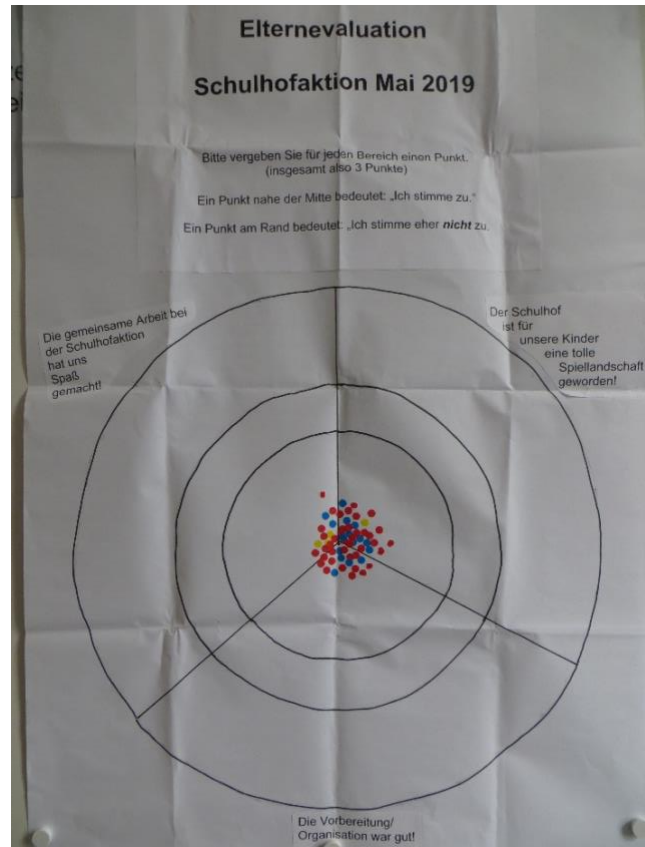 Elternevaluation
Schulhofaktion Mai 2019
Bitte vergeben Sie für jeden Bereich einen Punkt.
(insgesamt also 3 Punkte)
Ein Punkt nahe der Mitte bedeutet: „Ich stimme zu.“
Ein Punkt am Rand bedeutet: „Ich stimme eher nicht zu.
Die gemeinsame Arbeit bei
der Schulhofaktion
hat uns
Spaß
gemacht!
Der Schulhof
ist für
unsere Kinder
eine tolle
Spiellandschaft
geworden!
Die Vorbereitung/
Organisation war gut!